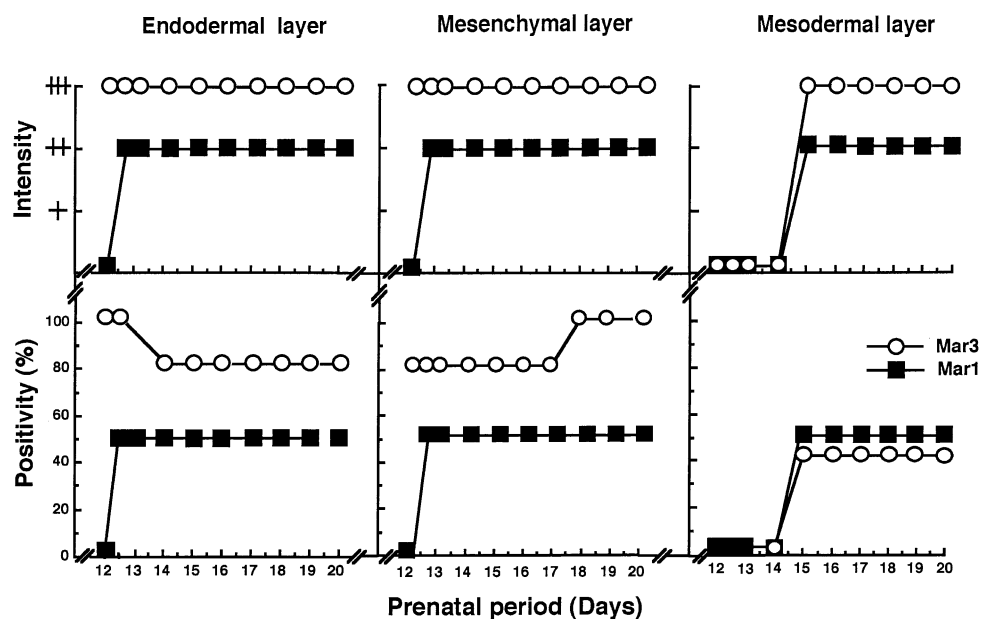 Endodermal layer
Mesenchymal layer
Mesodermal layer
Intensity
+++
++
+
Positivity (%)
100
80
60
40
20
0
12 13 14 15 16 17 18 19 20
12 13 14 15 16 17 18 19 20
12 13 14 15 16 17 18 19 20
Mar3
Mar1
Prenatal period (Days)